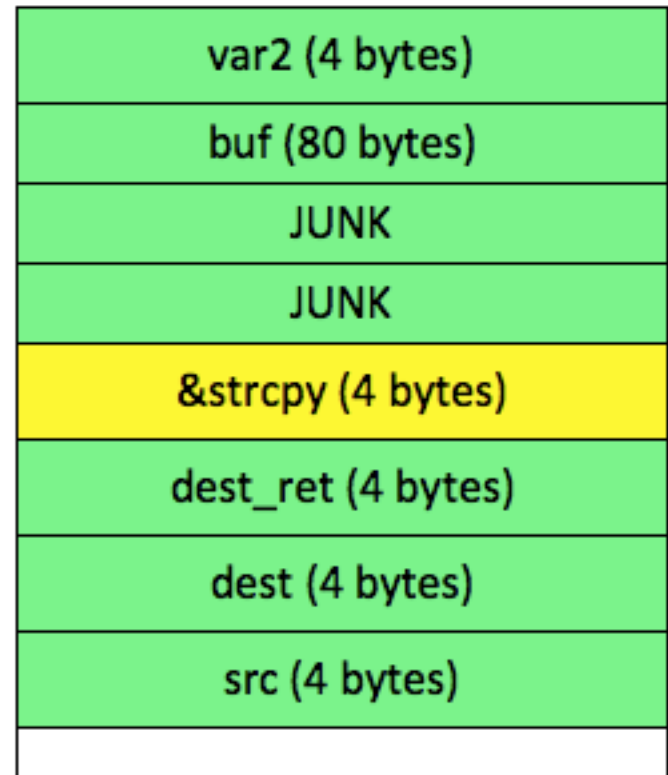 var2 (4 bytes)
buf (80 bytes)
JUNK
JUNK
&strcpy (4 bytes)
dest_ret (4 bytes)
dest (4 bytes)
src (4 bytes)